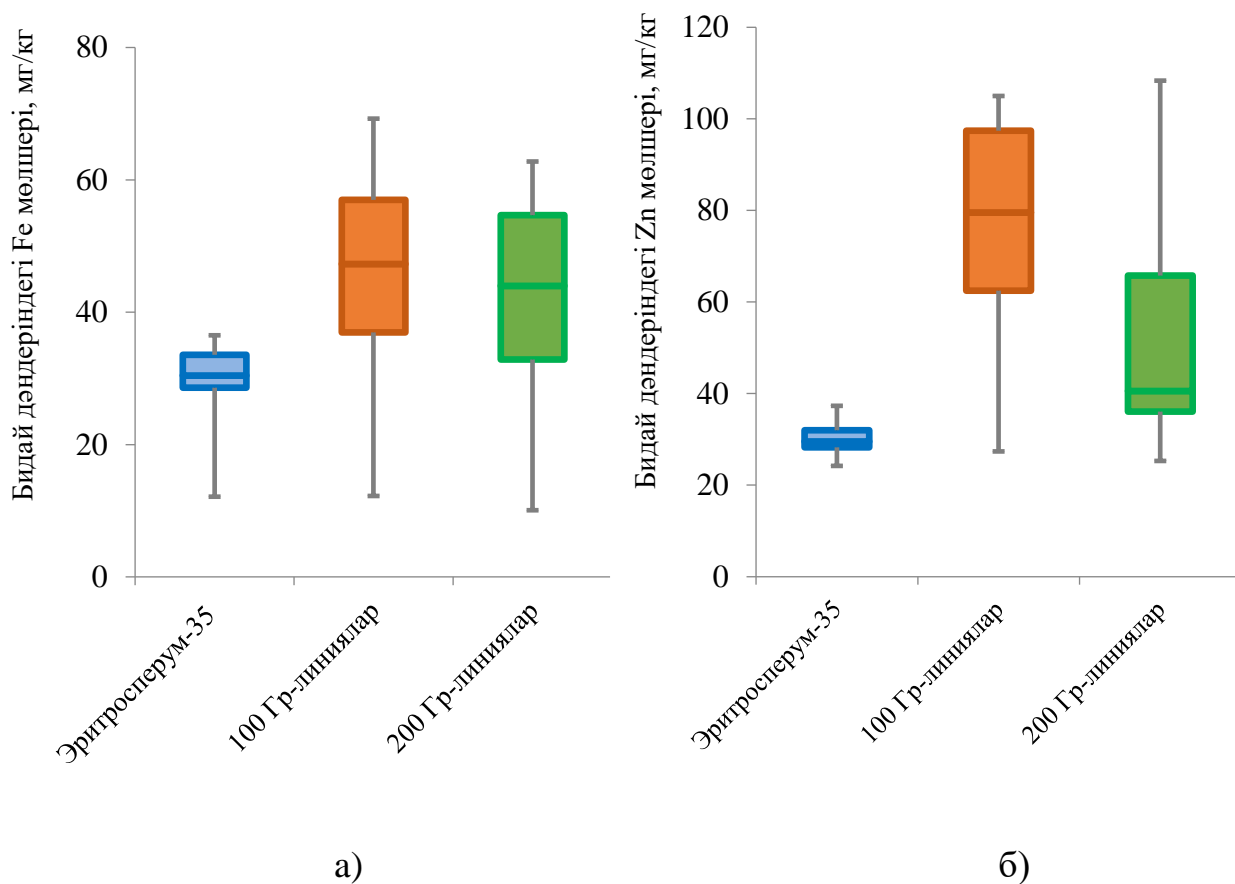 Бидай дәндеріндегі Fe мөлшері, мг/кг
80
60
40
20
0
Эритросперум-35
100 Гр-линиялар
200 Гр-линиялар
а)
Бидай дәндеріндегі Zn мөлшері, мг/кг
120
100
80
60
40
20
0
Эритросперум-35
100 Гр-линиялар
200 Гр-линиялар
б)